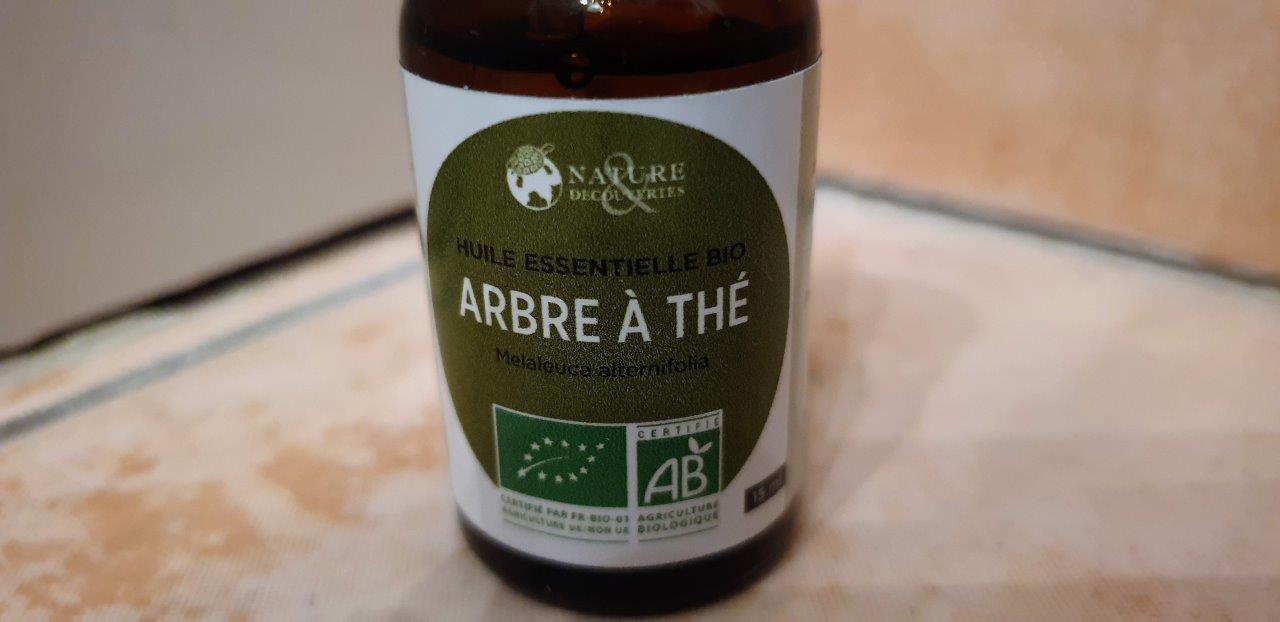 NATURE
&
DECOUVERTES
HUILE ESSENTIELLE BIO
ARBRE À THÉ
Melaleuca alternifolia
CERTIFIÉ
AB
CERTIFIÉ PAR FR-BIO-01
AGRICULTURE UE/NON UE
AGRICULTURE
BIOLOGIQUE
15 ml